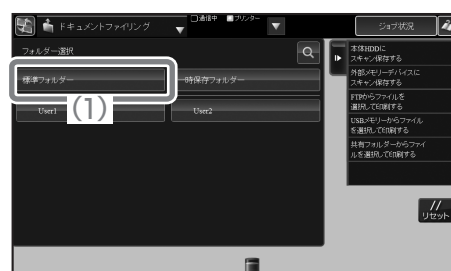 ドキュメントファイリング
通信中
プリンター
ジョブ状況
フォルダー選択
標準フォルダー
一時保存フォルダー
(1)
User1
User2
本体HDDに
スキャン保存する
外部メモリーデバイスに
スキャン保存する
FTPからファイルを
選択して印刷する
USBメモリーからファイル
を選択して印刷する
共有フォルダーからファイ
ルを選択して印刷する
リセット